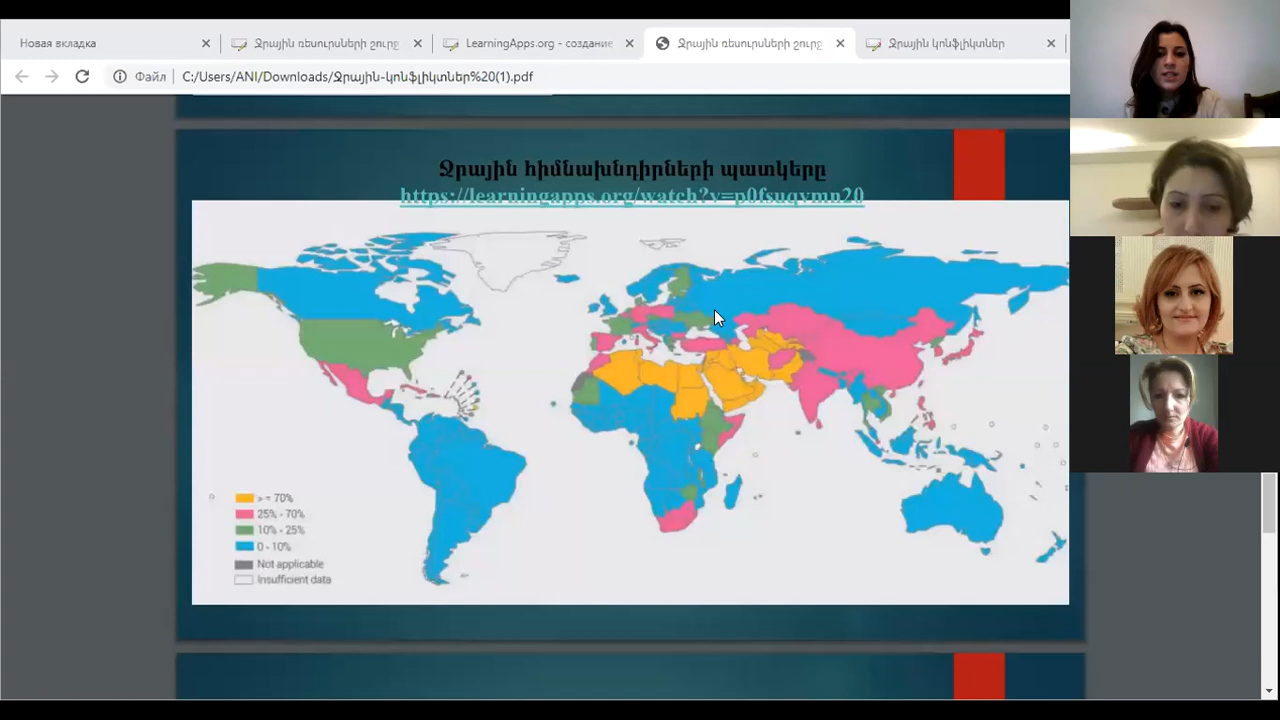 Новая вкладка
Ջրային ռեսուրսների շուրջ
LearningApps.org - создание
Ջրային ռեսուրսների շուրջ
Ջրային կոնֆլիկտներ
Файл
C:/Users/ANI/Downloads/Ջրային-կոնֆլիկտներ%20(1).pdf
Ջրային հիմնախնդիրների պատկերը
https://learningapps.org/watch?v=p0fsuqvmn20
> = 70%
25% - 70%
10% - 25%
0 - 10%
Not applicable
Insufficient data